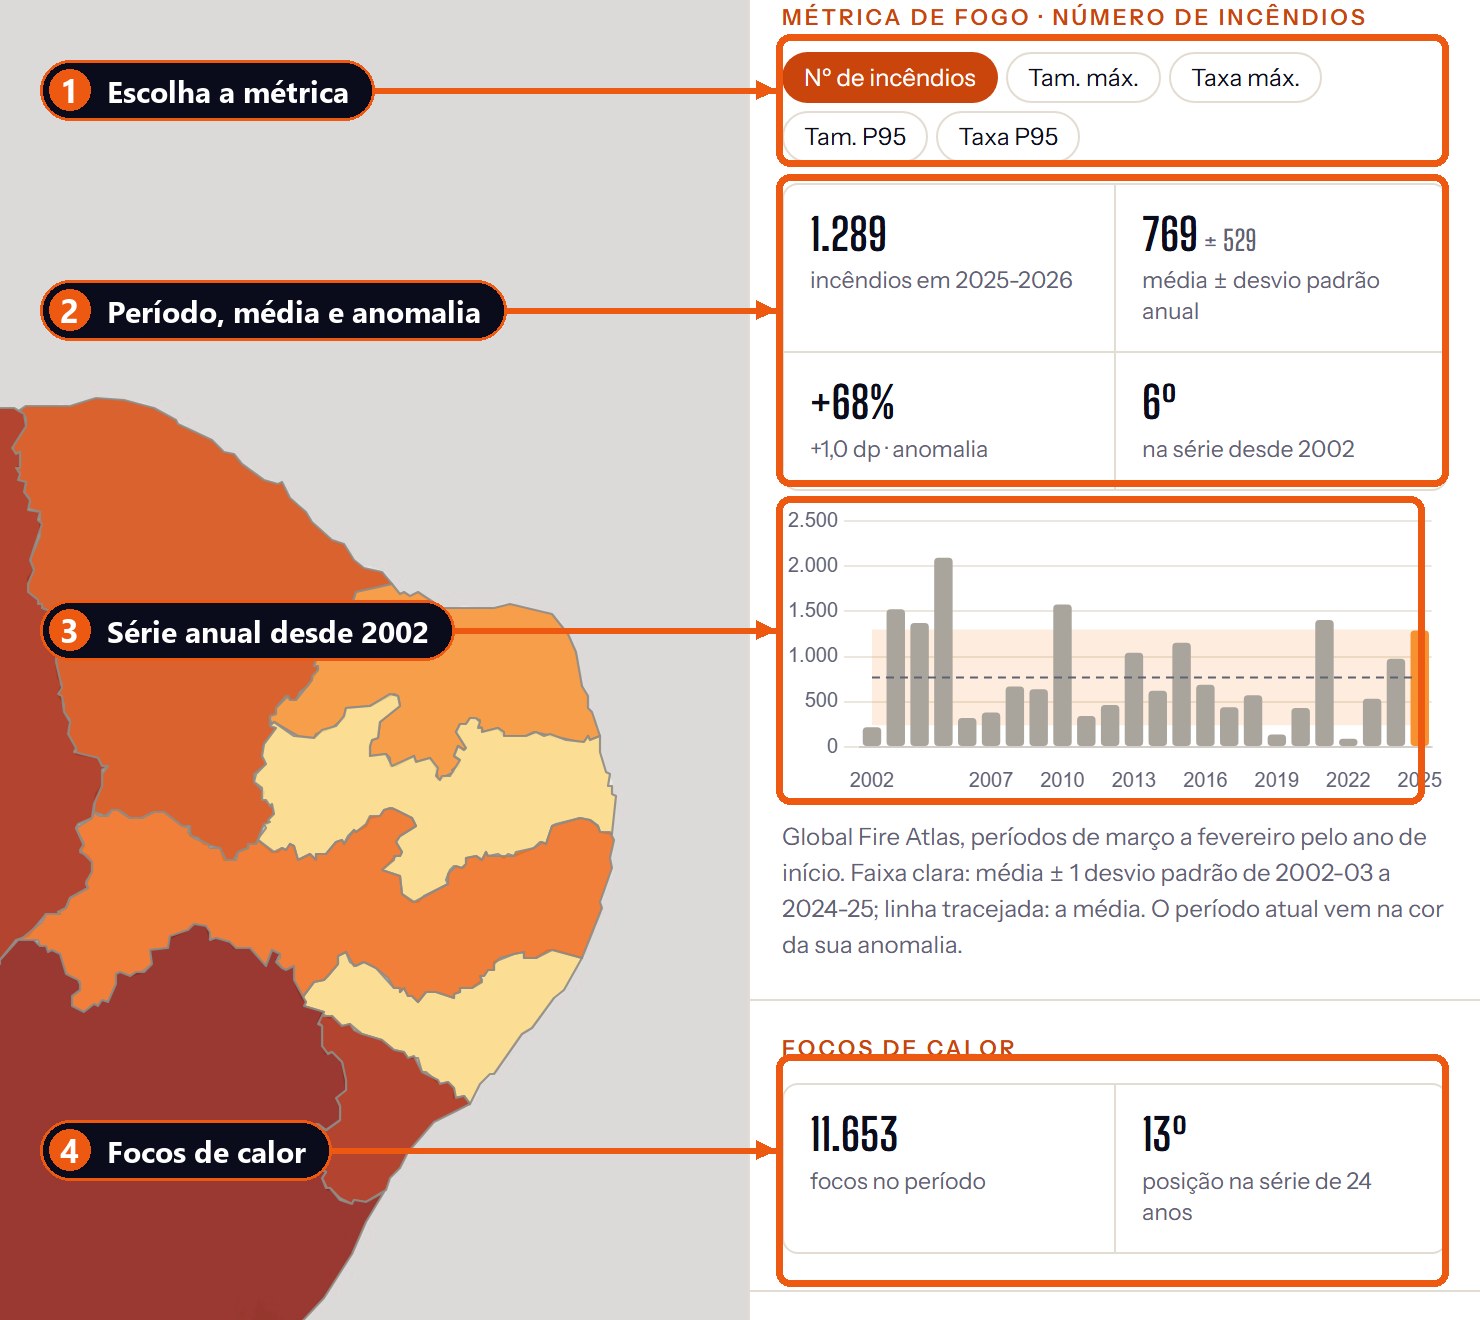 MÉTRICA DE FOGO · NÚMERO DE INCÊNDIOS
1 Escolha a métrica
Nº de incêndios Tam. máx. Taxa máx.
Tam. P95 Taxa P95
2 Período, média e anomalia
1.289
incêndios em 2025-2026
769 ± 529
média ± desvio padrão
anual
+68%
+1,0 dp · anomalia
6º
na série desde 2002
3 Série anual desde 2002
2.500
2.000
1.500
1.000
500
0
2002 2007 2010 2013 2016 2019 2022 2025
Global Fire Atlas, períodos de março a fevereiro pelo ano de
início. Faixa clara: média ± 1 desvio padrão de 2002-03 a
2024-25; linha tracejada: a média. O período atual vem na cor
da sua anomalia.
FOCOS DE CALOR
4 Focos de calor
11.653
focos no período
13º
posição na série de 24
anos